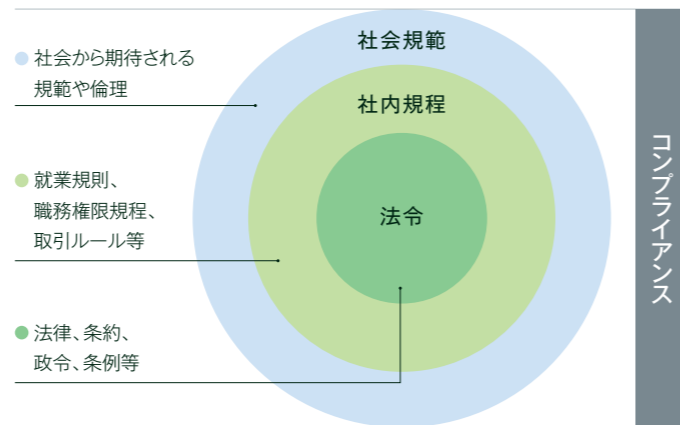 社会規範
社内規程
法令
社会から期待される
規範や倫理
就業規則、
職務権限規程、
取引ルール等
法律、条約、
政令、条例等
コンプライアンス